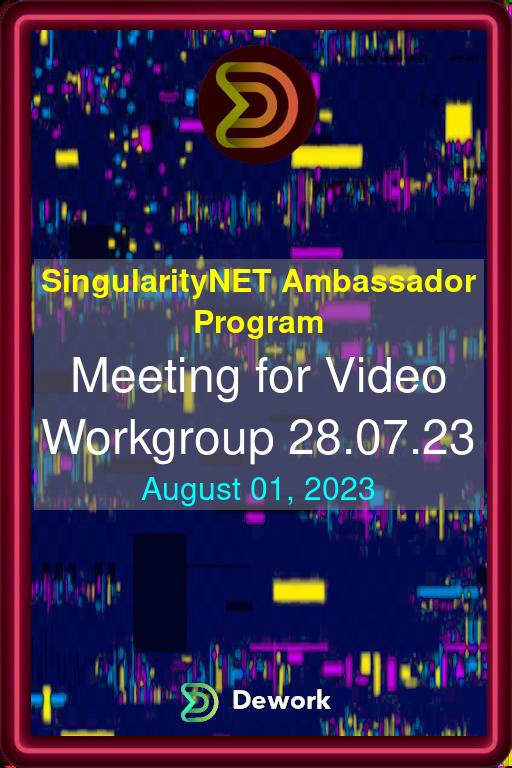 SingularityNET Ambassador
Program
Meeting for Video
Workgroup 28.07.23
August 01, 2023
Dework